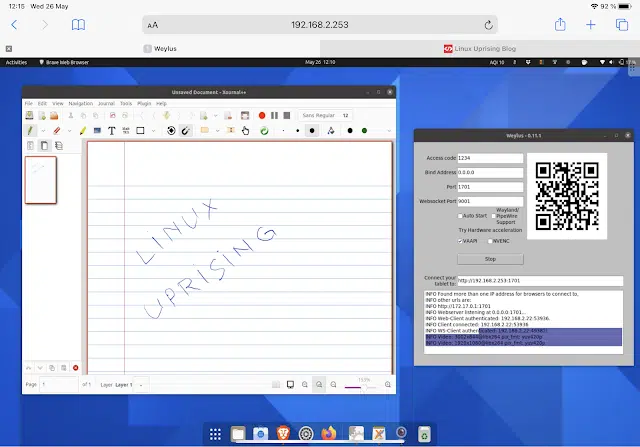 12:15 Wed 26 May
92 %
AA
192.168.2.253
Weylus
Linux Uprising Blog
Activities
Brave Web Browser
May 26 12:10
AQI 10
Unsaved Document - Xournal++
File Edit View Navigation Journal Tools Plugin Help
Sans Regular 12
LINUX
UPRISING
Page 1 of 1 Layer Layer 1
153%
Weylus - 0.11.1
Access code 1234
Bind Address 0.0.0.0
Port 1701
Websocket Port 9001
Auto Start
Wayland/
PipeWire
Support
Try Hardware acceleration
VAAPI
NVENC
Stop
Connect your
tablet to:
http://192.168.2.253:1701
INFO Found more than one IP address for browsers to connect to,
INFO other urls are:
INFO http://172.17.0.1:1701
INFO Webserver listening at 0.0.0.0:1701...
INFO Web-Client authenticated: 192.168.2.22:53936.
INFO Client connected: 192.168.2.22:53938
INFO WS-Client authenticated: 192.168.2.22
INFO Video:
INFO Video: